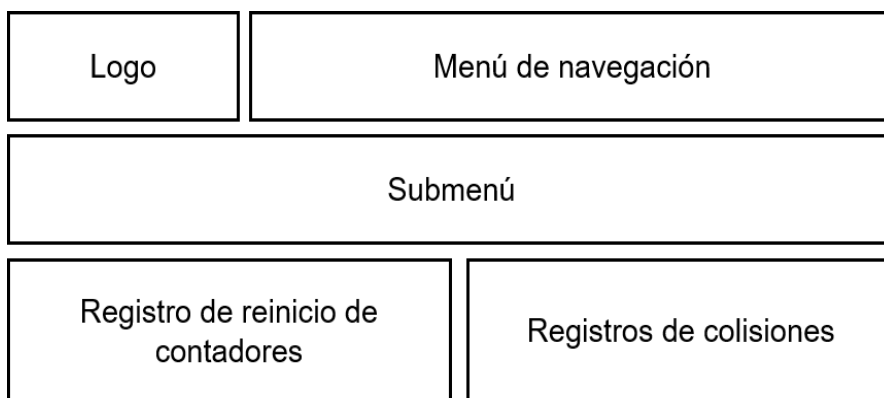 Logo
Menú de navegación
Submenú
Registro de reinicio de
contadores
Registros de colisiones